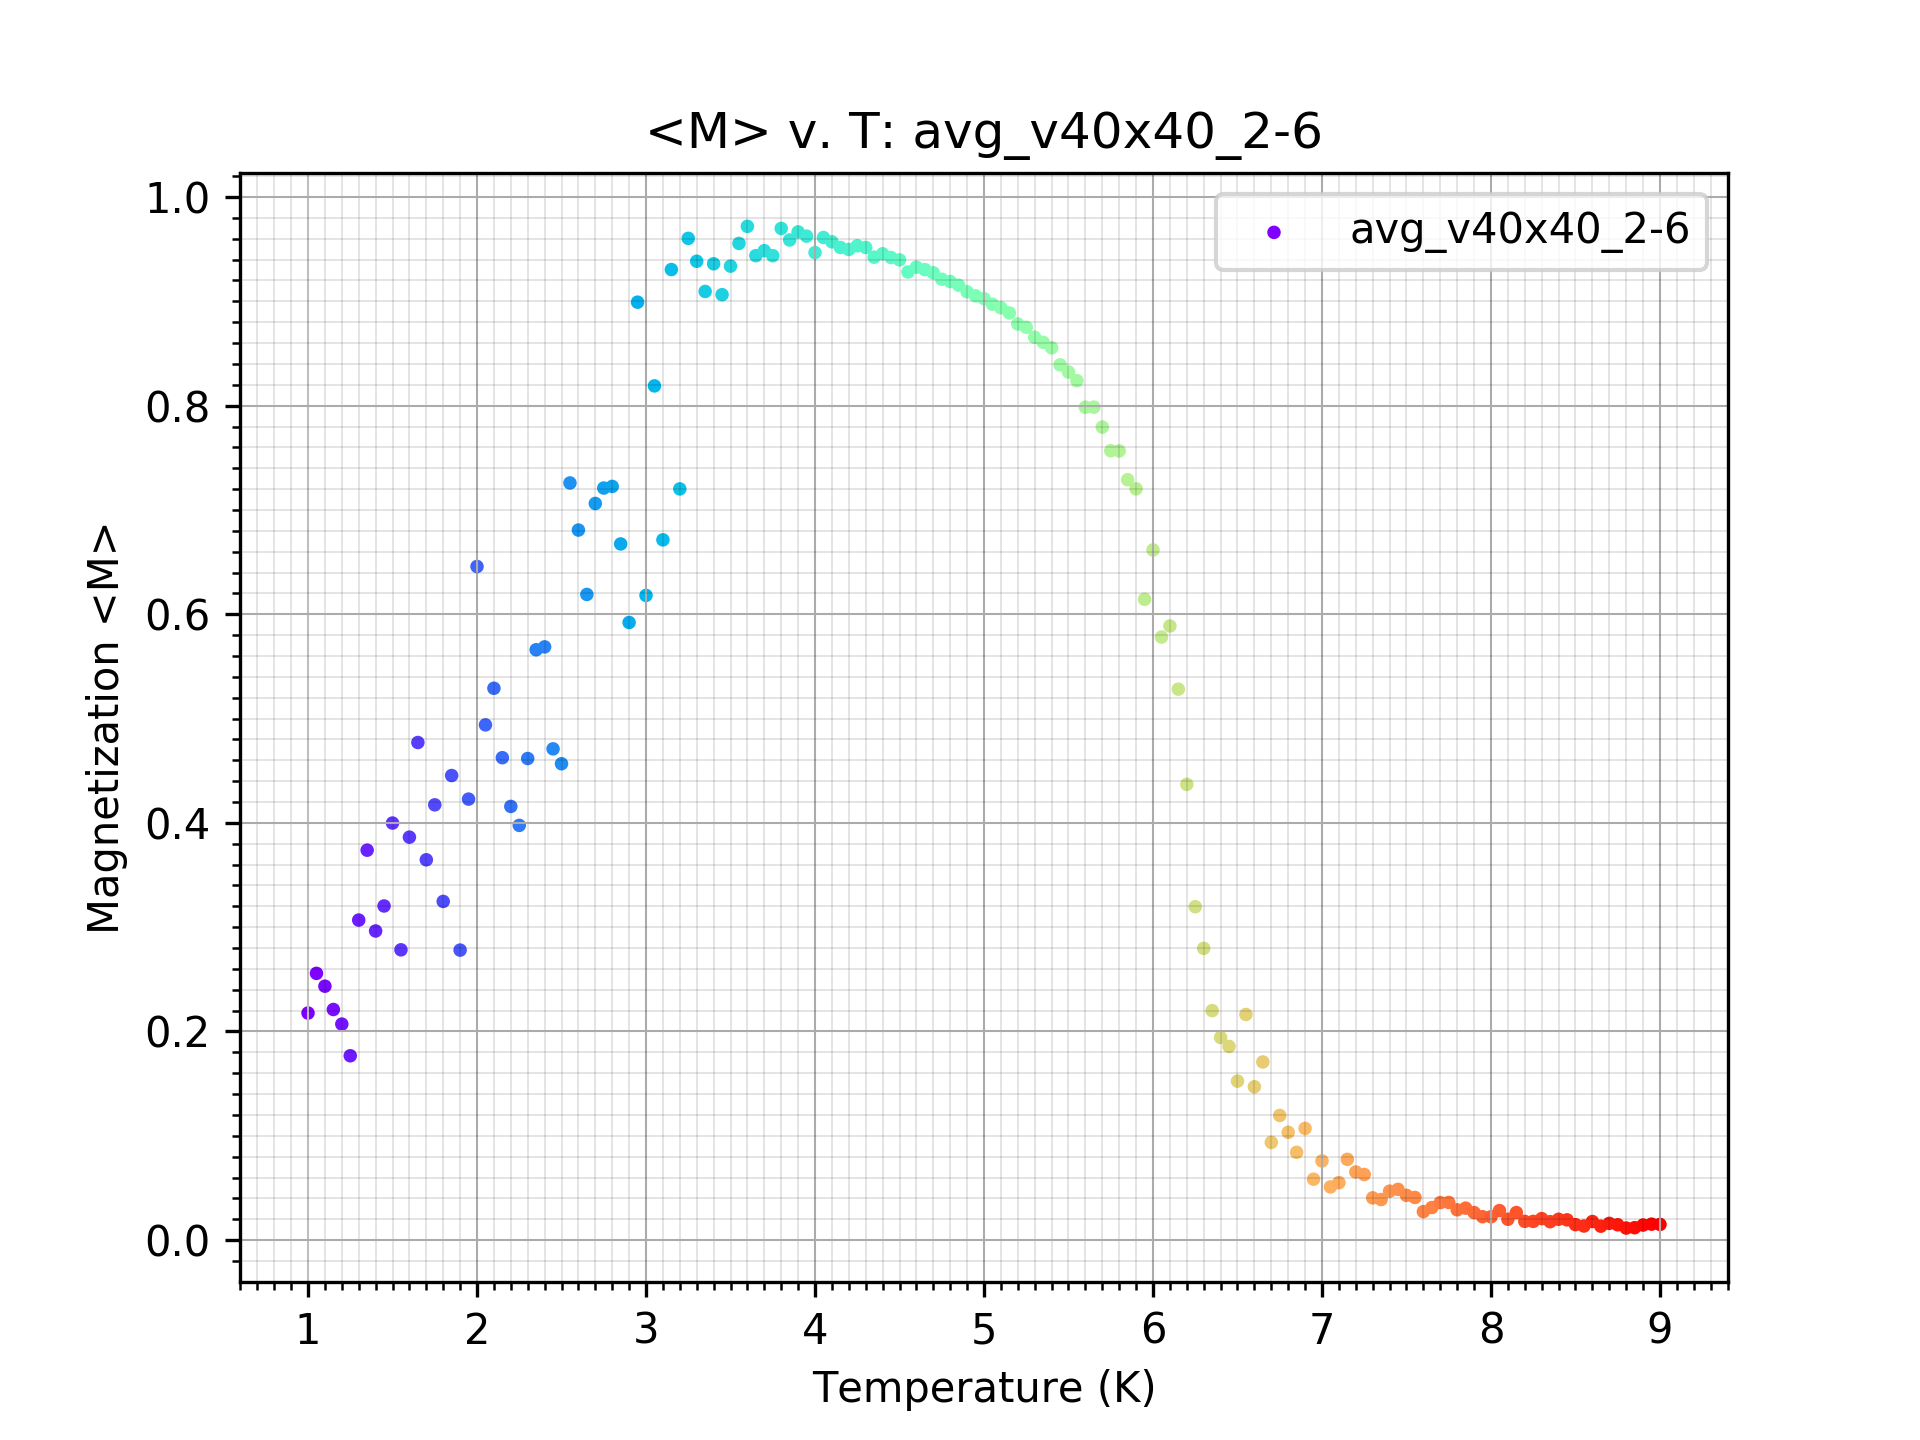 <M> v. T: avg_v40x40_2-6
avg_v40x40_2-6
1.0
0.8
0.6
0.4
0.2
0.0
Magnetization <M>
1 2 3 4 5 6 7 8 9
Temperature (K)